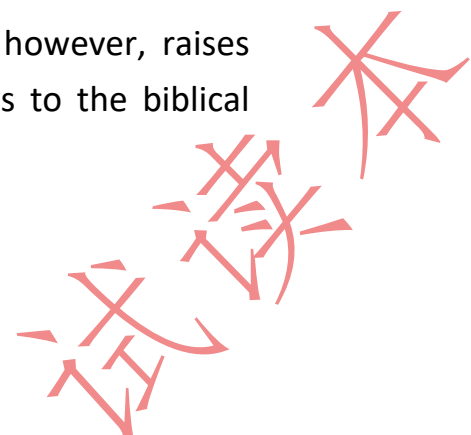 however, raises
s to the biblical
试读本